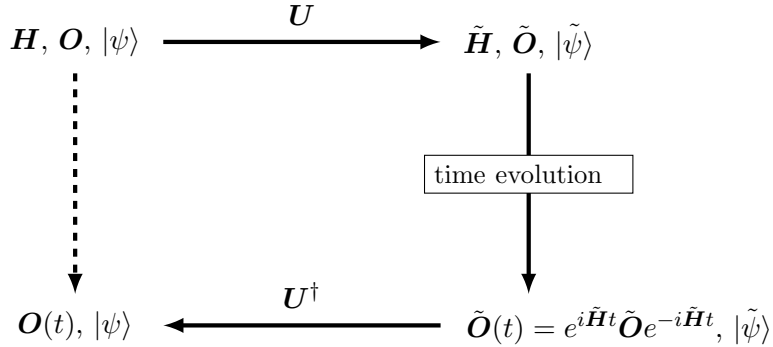 U
H, O, |ψ⟩ H̃, Õ, |ψ̃⟩
time evolution
U†
O(t), |ψ⟩ Õ(t) = e^{iH̃t}Õe^{−iH̃t}, |ψ̃⟩